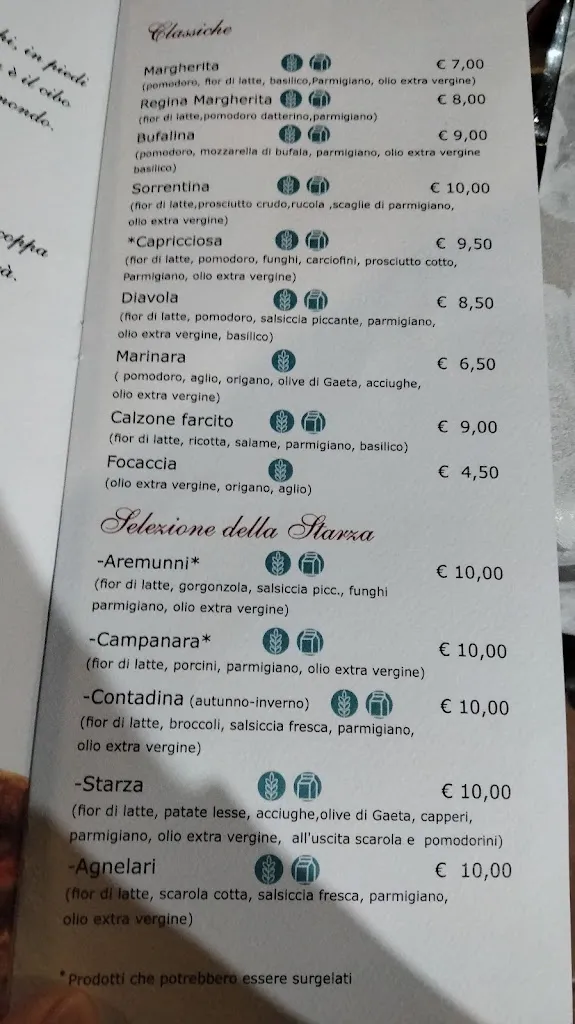 hi, in piedi
è il cibo
mondo.
coppa
Classiche
Margherita € 7,00
(pomodoro, fior di latte, basilico,Parmigiano, olio extra vergine)
Regina Margherita € 8,00
(fior di latte,pomodoro datterino,parmigiano)
Bufalina € 9,00
(pomodoro, mozzarella di bufala, parmigiano, olio extra vergine
basilico)
Sorrentina € 10,00
(fior di latte,prosciutto crudo,rucola ,scaglie di parmigiano,
olio extra vergine)
*Capricciosa € 9,50
(fior di latte, pomodoro, funghi, carciofini, prosciutto cotto,
Parmigiano, olio extra vergine)
Diavola € 8,50
(fior di latte, pomodoro, salsiccia piccante, parmigiano,
olio extra vergine, basilico)
Marinara € 6,50
( pomodoro, aglio, origano, olive di Gaeta, acciughe,
olio extra vergine)
Calzone farcito € 9,00
(fior di latte, ricotta, salame, parmigiano, basilico)
Focaccia € 4,50
(olio extra vergine, origano, aglio)
Selezione della Starza
-Aremunni* € 10,00
(fior di latte, gorgonzola, salsiccia picc., funghi
parmigiano, olio extra vergine)
-Campanara* € 10,00
(fior di latte, porcini, parmigiano, olio extra vergine)
-Contadina (autunno-inverno) € 10,00
(fior di latte, broccoli, salsiccia fresca, parmigiano,
olio extra vergine)
-Starza € 10,00
(fior di latte, patate lesse, acciughe,olive di Gaeta, capperi,
parmigiano, olio extra vergine, all'uscita scarola e pomodorini)
-Agnelari € 10,00
(fior di latte, scarola cotta, salsiccia fresca, parmigiano,
olio extra vergine)
*Prodotti che potrebbero essere surgelati